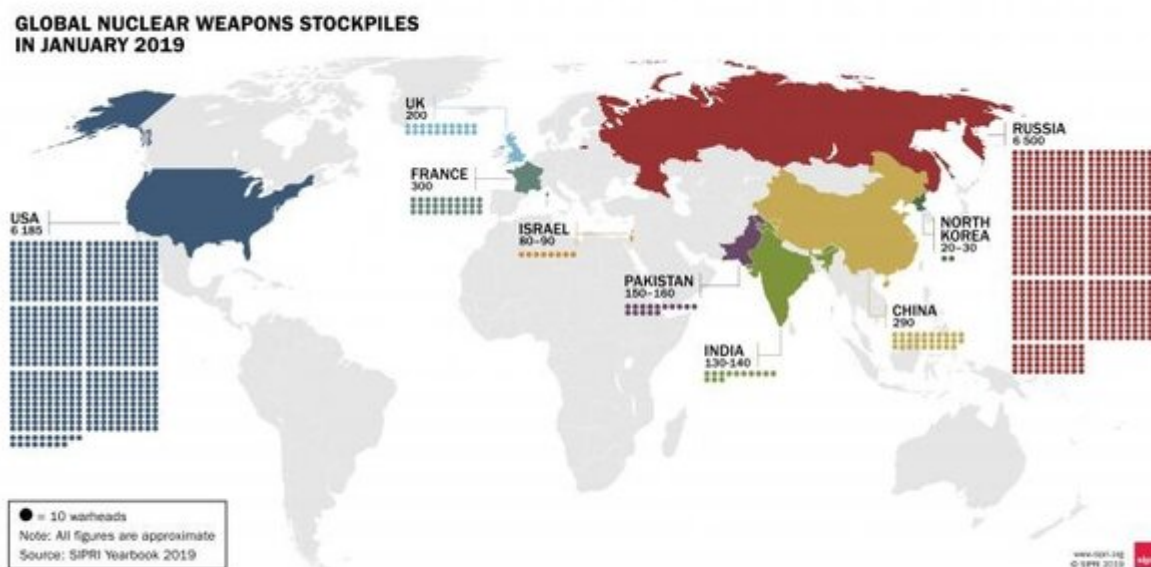 GLOBAL NUCLEAR WEAPONS STOCKPILES
IN JANUARY 2019
UK
200
FRANCE
300
ISRAEL
80–90
USA
6 185
RUSSIA
6 500
NORTH
KOREA
20–30
PAKISTAN
150–160
CHINA
290
INDIA
130-140
= 10 warheads
Note: All figures are approximate
Source: SIPRI Yearbook 2019
www.sipri.org
© SIPRI 2019